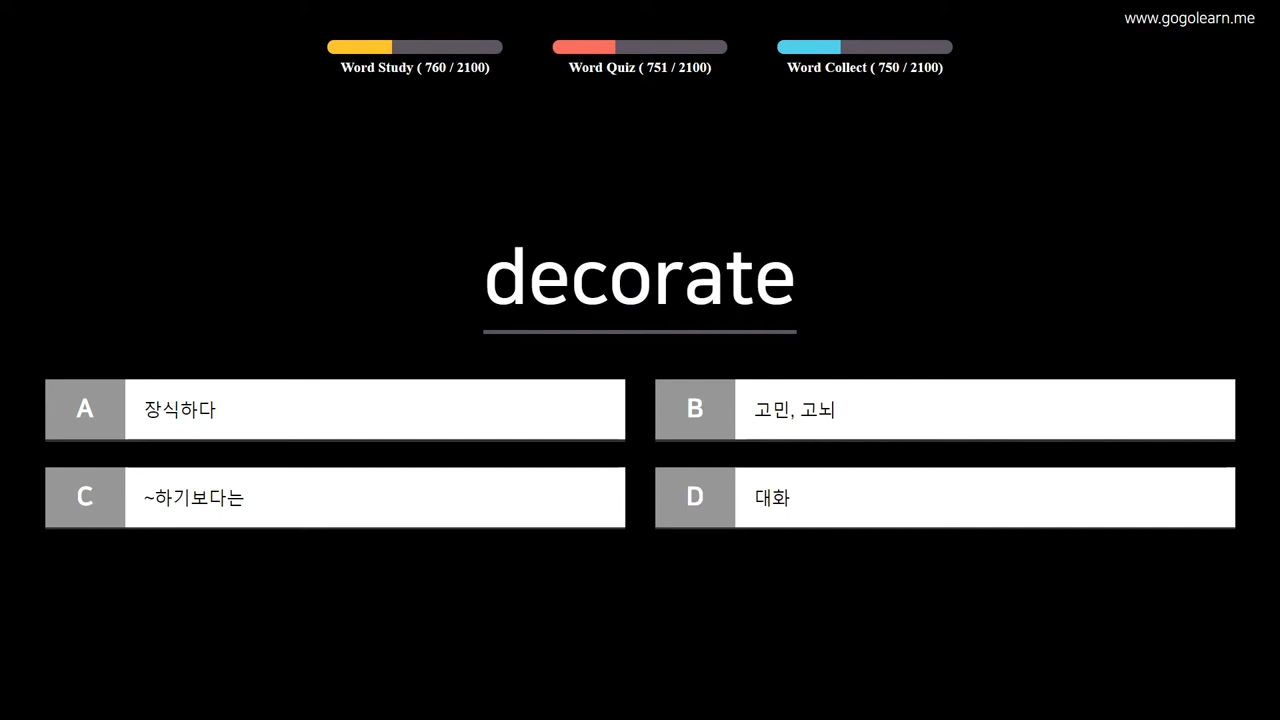 www.gogolearn.me
Word Study ( 760 / 2100)
Word Quiz ( 751 / 2100)
Word Collect ( 750 / 2100)
decorate
A 장식하다
B 고민, 고뇌
C ~하기보다는
D 대화